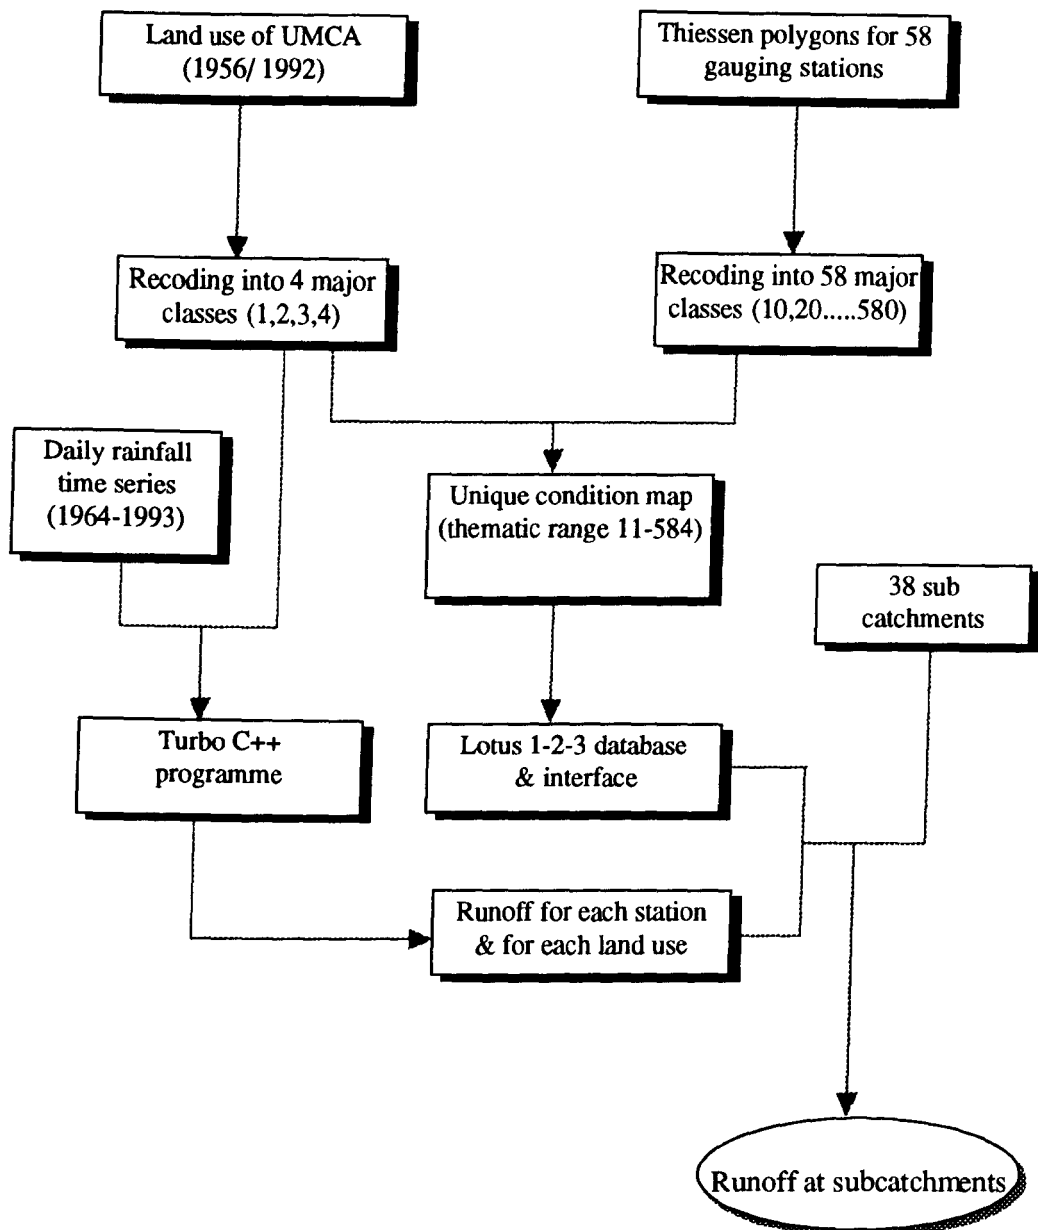 Land use of UMCA
(1956/ 1992)
Thiessen polygons for 58
gauging stations
Recoding into 4 major
classes (1,2,3,4)
Recoding into 58 major
classes (10,20.....580)
Daily rainfall
time series
(1964-1993)
Unique condition map
(thematic range 11-584)
38 sub
catchments
Turbo C++
programme
Lotus 1-2-3 database
& interface
Runoff for each station
& for each land use
Runoff at subcatchments